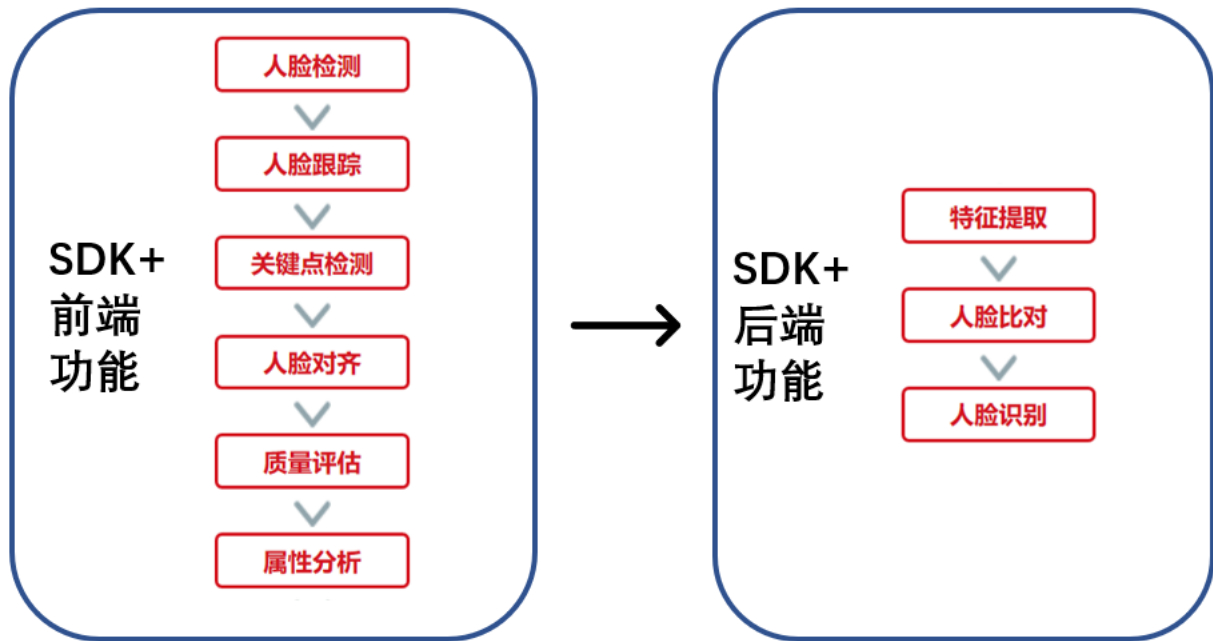 SDK+
前端
功能
人脸检测
人脸跟踪
关键点检测
人脸对齐
质量评估
属性分析
SDK+
后端
功能
特征提取
人脸比对
人脸识别